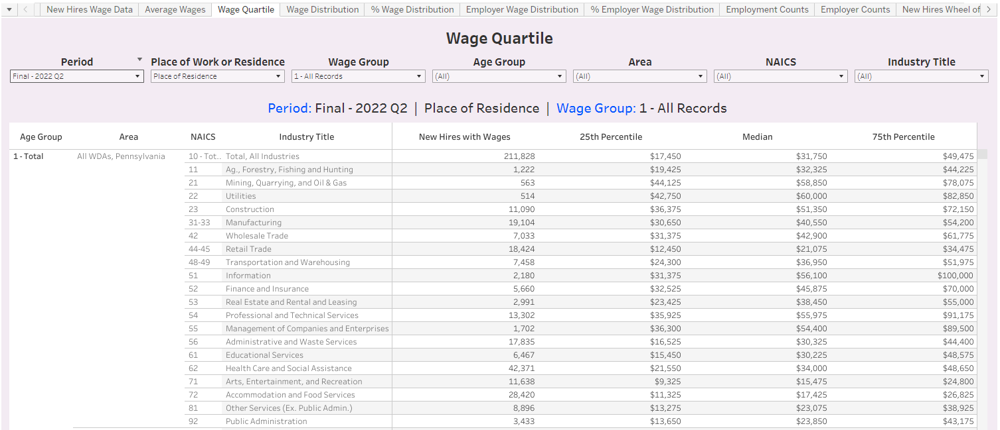 New Hires Wage Data Average Wages Wage Quartile Wage Distribution % Wage Distribution Employer Wage Distribution % Employer Wage Distribution Employment Counts Employer Counts New Hires Wheel of
Wage Quartile
Period Place of Work or Residence Wage Group Age Group Area NAICS Industry Title
Final - 2022 Q2 Place of Residence 1 - All Records (All) (All) (All) (All)
Period: Final - 2022 Q2 | Place of Residence | Wage Group: 1 - All Records
Age Group Area NAICS Industry Title New Hires with Wages 25th Percentile Median 75th Percentile
1 - Total All WDAs, Pennsylvania 10 - Tot.. Total, All Industries 211,828 $17,450 $31,750 $49,475
11 Ag., Forestry, Fishing and Hunting 1,222 $19,425 $32,325 $44,225
21 Mining, Quarrying, and Oil & Gas 563 $44,125 $58,850 $78,075
22 Utilities 514 $42,750 $60,000 $82,850
23 Construction 11,090 $36,375 $51,350 $72,150
31-33 Manufacturing 19,104 $30,650 $40,550 $54,200
42 Wholesale Trade 7,033 $31,375 $42,900 $61,775
44-45 Retail Trade 18,424 $12,450 $21,075 $34,475
48-49 Transportation and Warehousing 7,458 $24,300 $36,950 $51,975
51 Information 2,180 $31,375 $56,100 $100,000
52 Finance and Insurance 5,660 $32,525 $45,875 $70,000
53 Real Estate and Rental and Leasing 2,991 $23,425 $38,450 $55,000
54 Professional and Technical Services 13,302 $35,925 $55,975 $91,175
55 Management of Companies and Enterprises 1,702 $36,300 $54,400 $89,500
56 Administrative and Waste Services 17,835 $16,525 $30,325 $44,400
61 Educational Services 6,467 $15,450 $30,225 $48,575
62 Health Care and Social Assistance 42,371 $21,550 $34,000 $48,650
71 Arts, Entertainment, and Recreation 11,638 $9,325 $15,475 $24,800
72 Accommodation and Food Services 28,420 $11,325 $17,425 $26,825
81 Other Services (Ex. Public Admin.) 8,896 $13,275 $23,075 $38,925
92 Public Administration 3,433 $13,650 $23,850 $43,175